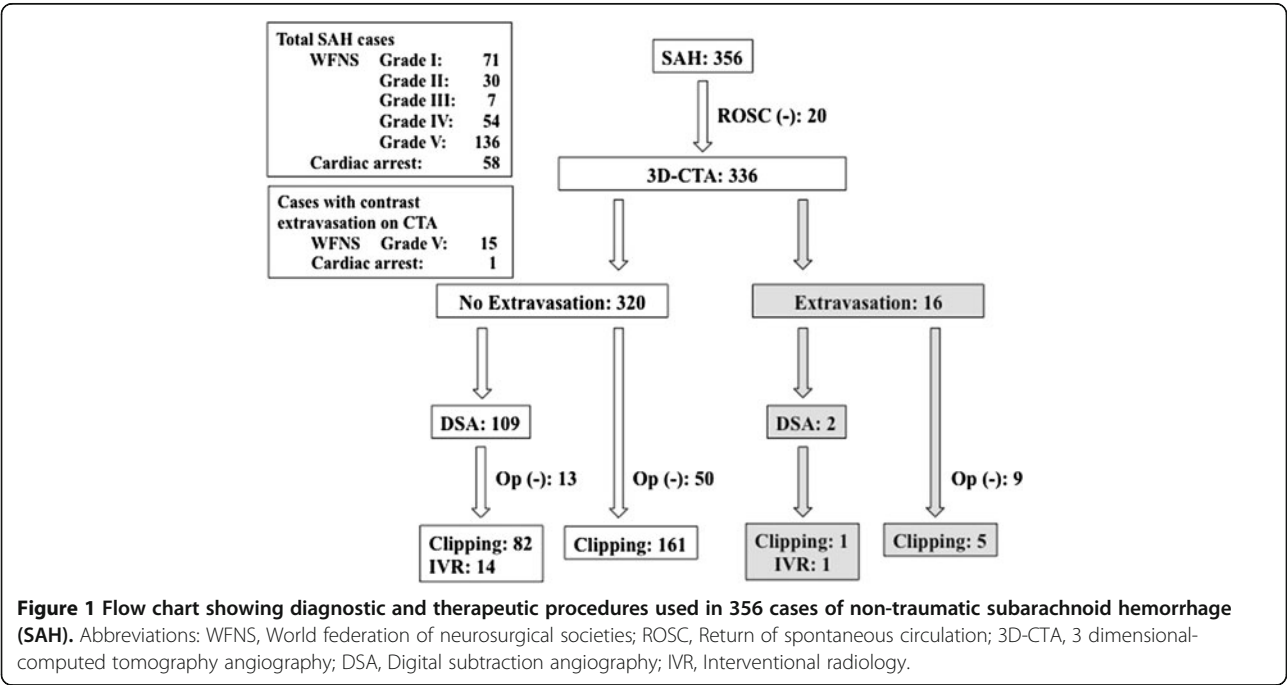 Total SAH cases
WFNS Grade I: 71
Grade II: 30
Grade III: 7
Grade IV: 54
Grade V: 136
Cardiac arrest: 58
Cases with contrast
extravasation on CTA
WFNS Grade V: 15
Cardiac arrest: 1
SAH: 356
ROSC (-): 20
3D-CTA: 336
No Extravasation: 320
Extravasation: 16
DSA: 109
DSA: 2
Op (-): 13
Op (-): 50
Op (-): 9
Clipping: 82
IVR: 14
Clipping: 161
Clipping: 1
IVR: 1
Clipping: 5
Figure 1 Flow chart showing diagnostic and therapeutic procedures used in 356 cases of non-traumatic subarachnoid hemorrhage
(SAH). Abbreviations: WFNS, World federation of neurosurgical societies; ROSC, Return of spontaneous circulation; 3D-CTA, 3 dimensional-
computed tomography angiography; DSA, Digital subtraction angiography; IVR, Interventional radiology.